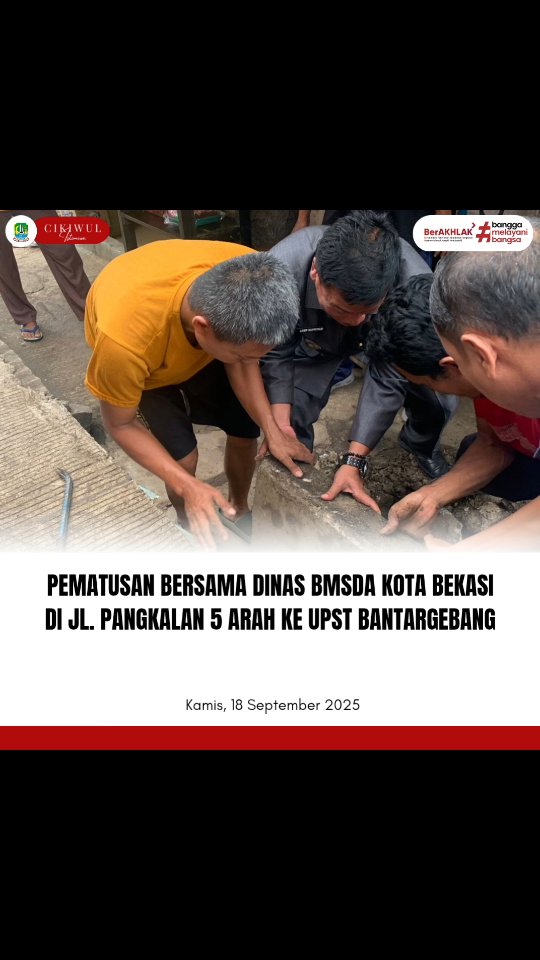 CIKIWUL
BerAKHLAK
#bangga
melayani
bangsa
PEMATUSAN BERSAMA DINAS BMSDA KOTA BEKASI
DI JL. PANGKALAN 5 ARAH KE UPST BANTARGEBANG
Kamis, 18 September 2025